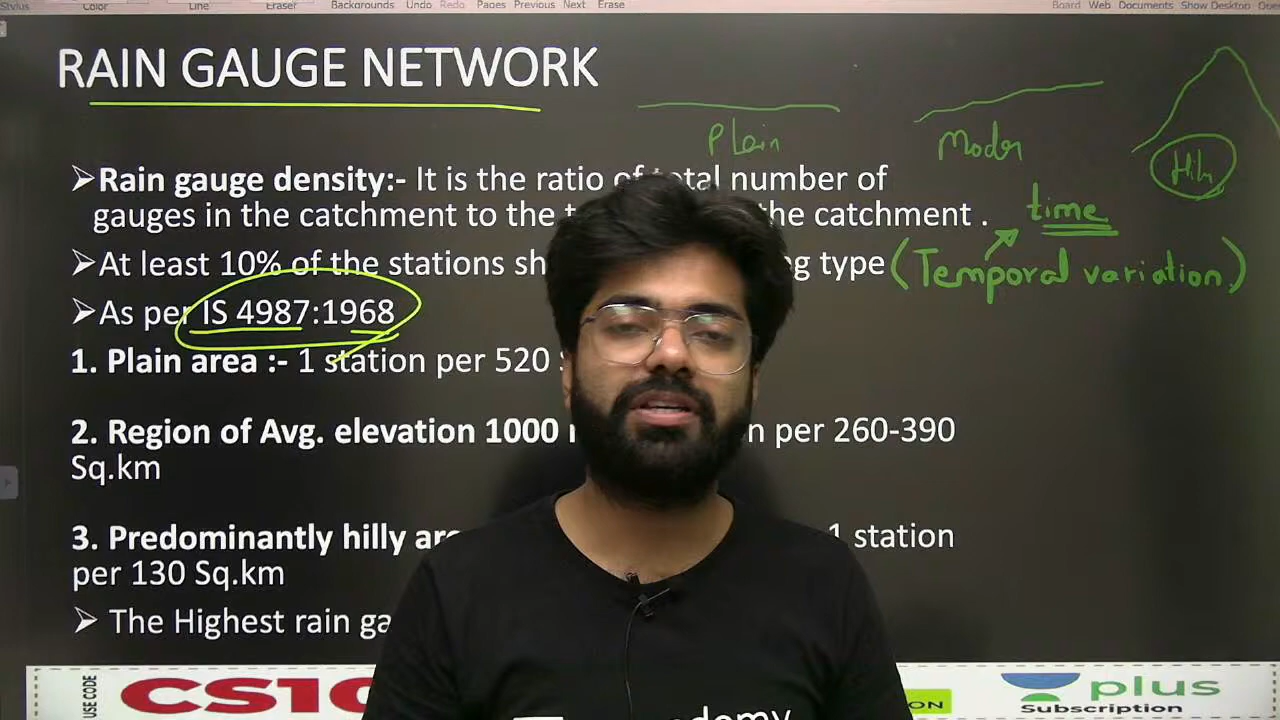 Stylus
Color
Line
Eraser
Backgrounds
Undo
Redo
Pages
Previous
Next
Erase
Board
Web
Documents
Show Desktop
RAIN GAUGE NETWORK
Plain
Moder
Hilly
➢Rain gauge density:- It is the ratio of total number of
gauges in the catchment to the the catchment .
time
➢At least 10% of the stations type
(Temporal variation.)
➢As per IS 4987:1968
1. Plain area :- 1 station per 520
2. Region of Avg. elevation 1000 per 260-390
Sq.km
3. Predominantly hilly 1 station
per 130 Sq.km
➢ The Highest rain
USE CODE
CS10
plus
Subscription